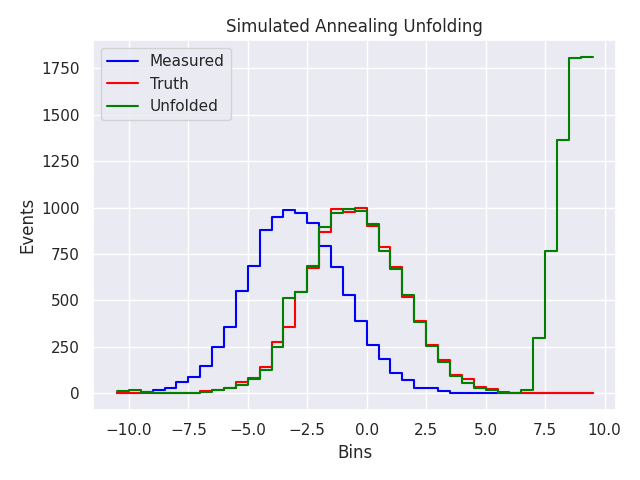 Simulated Annealing Unfolding
Measured
Truth
Unfolded
1750
1500
1250
1000
750
500
250
0
Events
−10.0 −7.5 −5.0 −2.5 0.0 2.5 5.0 7.5 10.0
Bins